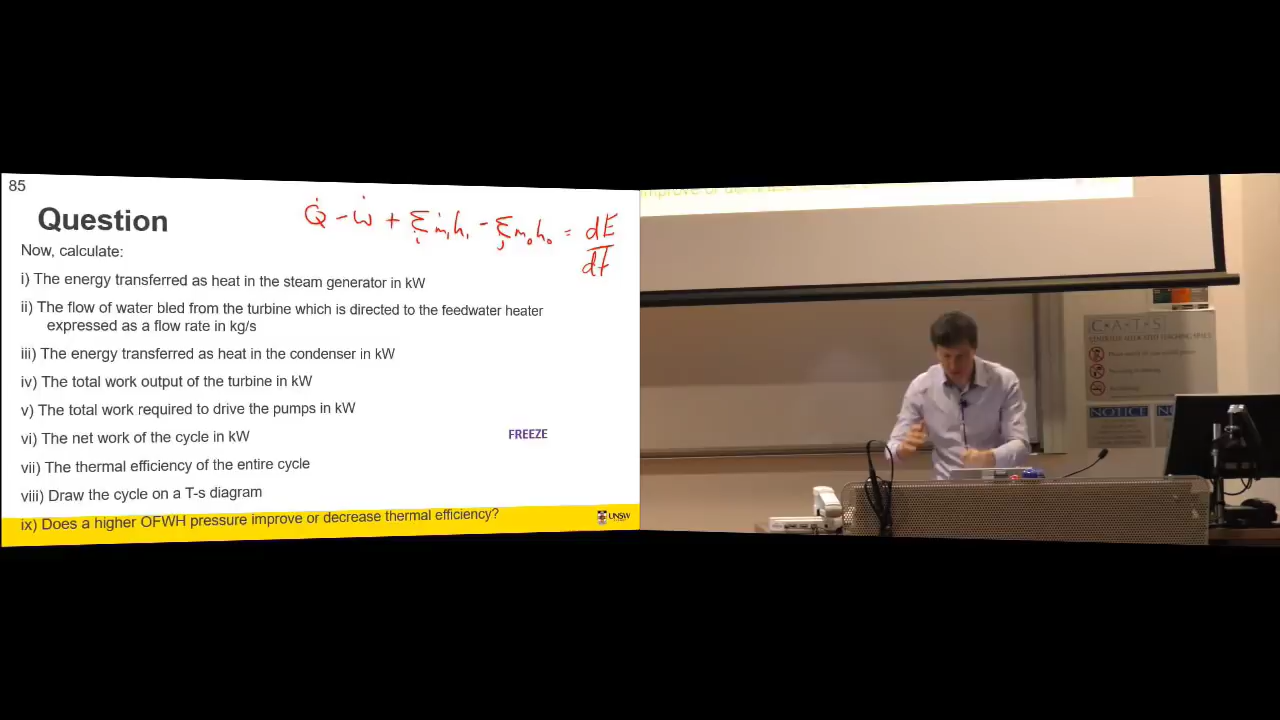 85
Question
Q̇ - ẇ + Σ ṁᵢhᵢ - Σ ṁₒhₒ = dE/dt
Now, calculate:
i) The energy transferred as heat in the steam generator in kW
ii) The flow of water bled from the turbine which is directed to the feedwater heater
expressed as a flow rate in kg/s
iii) The energy transferred as heat in the condenser in kW
iv) The total work output of the turbine in kW
v) The total work required to drive the pumps in kW
vi) The net work of the cycle in kW
FREEZE
vii) The thermal efficiency of the entire cycle
viii) Draw the cycle on a T-s diagram
ix) Does a higher OFWH pressure improve or decrease thermal efficiency?
UNSW
improve or
CATS
NOTICE